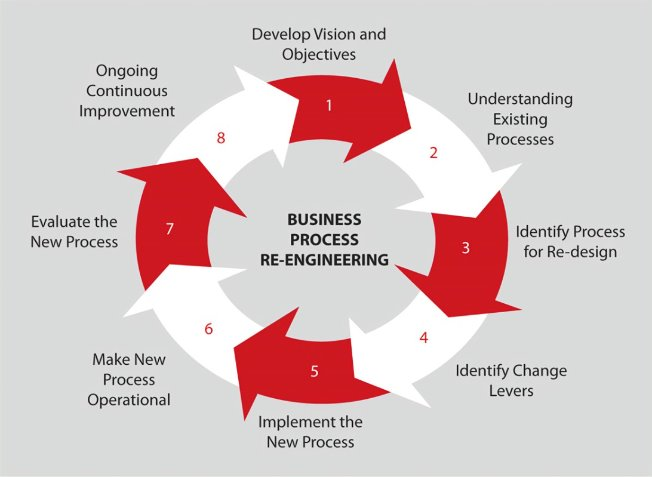 Develop Vision and
Objectives
1
Understanding
Existing
Processes
2
Identify Process
for Re-design
3
Identify Change
Levers
4
Implement the
New Process
5
Make New
Process
Operational
6
Evaluate the
New Process
7
Ongoing
Continuous
Improvement
8
BUSINESS
PROCESS
RE-ENGINEERING